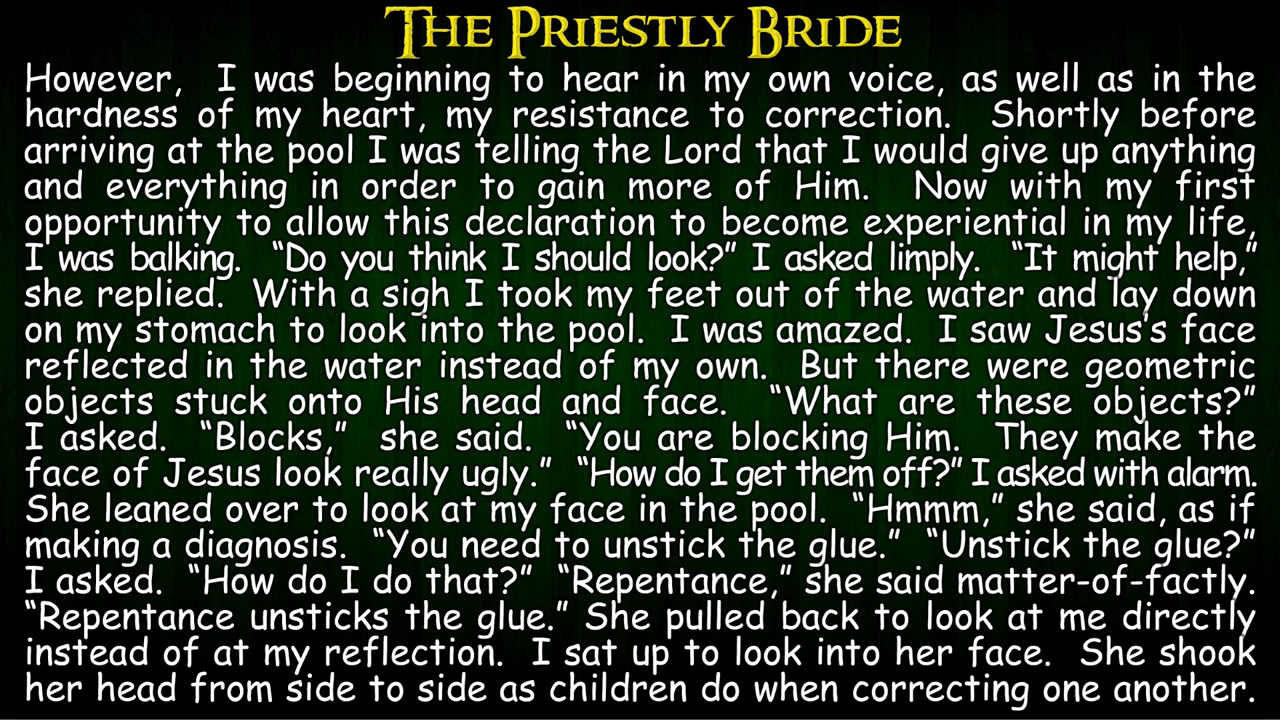 The Priestly Bride
However, I was beginning to hear in my own voice, as well as in the
hardness of my heart, my resistance to correction. Shortly before
arriving at the pool I was telling the Lord that I would give up anything
and everything in order to gain more of Him. Now with my first
opportunity to allow this declaration to become experiential in my life,
I was balking. “Do you think I should look?” I asked limply. “It might help,”
she replied. With a sigh I took my feet out of the water and lay down
on my stomach to look into the pool. I was amazed. I saw Jesus's face
reflected in the water instead of my own. But there were geometric
objects stuck onto His head and face. “What are these objects?”
I asked. “Blocks,” she said. “You are blocking Him. They make the
face of Jesus look really ugly.” “How do I get them off?” I asked with alarm.
She leaned over to look at my face in the pool. “Hmmm,” she said, as if
making a diagnosis. “You need to unstick the glue.” “Unstick the glue?”
I asked. “How do I do that?” “Repentance,” she said matter-of-factly.
“Repentance unsticks the glue.” She pulled back to look at me directly
instead of at my reflection. I sat up to look into her face. She shook
her head from side to side as children do when correcting one another.